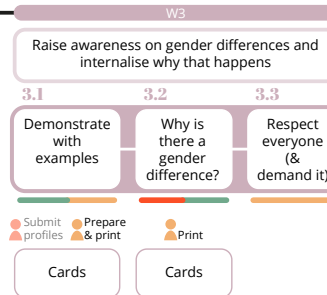 W3
Raise awareness on gender differences and
internalise why that happens
3.1
3.2
3.3
Demonstrate
with
examples
Why is
there a
gender
difference?
Respect
everyone
(&
demand it)
Submit
profiles
Prepare
& print
Print
Cards
Cards